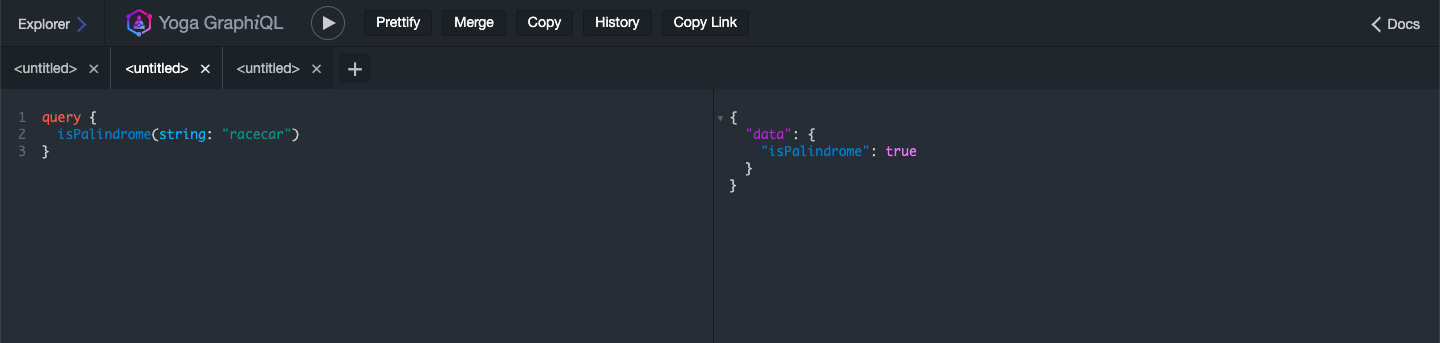 Explorer Yoga GraphiQL Prettify Merge Copy History Copy Link Docs
<untitled> × <untitled> × <untitled> × +
1 query {
2   isPalindrome(string: "racecar")
3 }
{
  "data": {
    "isPalindrome": true
  }
}